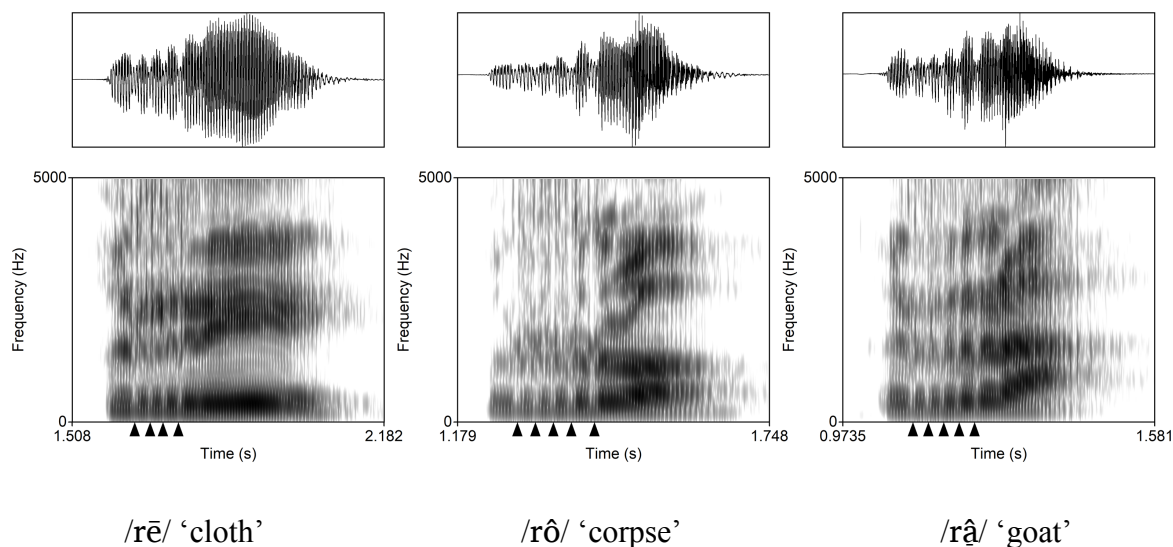 5000
5000
5000
Frequency (Hz)
Frequency (Hz)
Frequency (Hz)
0
0
0
1.508
2.182
1.179
1.748
0.9735
1.581
Time (s)
Time (s)
Time (s)
/rē/ ‘cloth’
/rô/ ‘corpse’
/râ̱/ ‘goat’